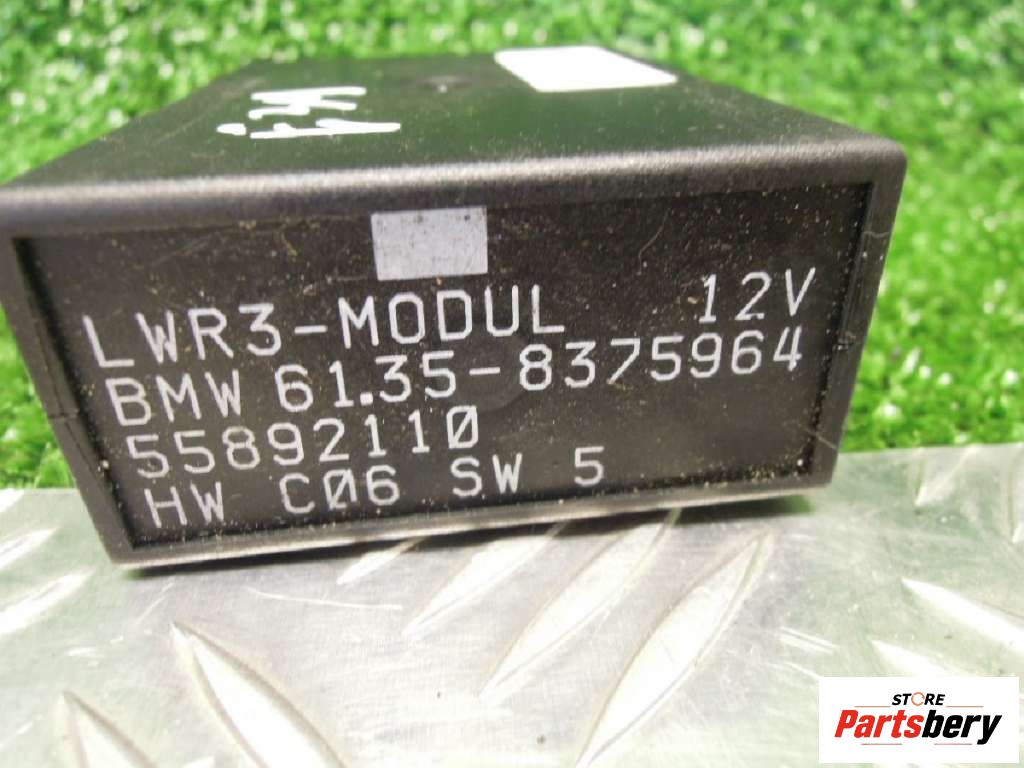 LWR3-MODUL 12V
BMW 61.35-8375964
55892110
HW C06 SW 5
STORE
Partsbery